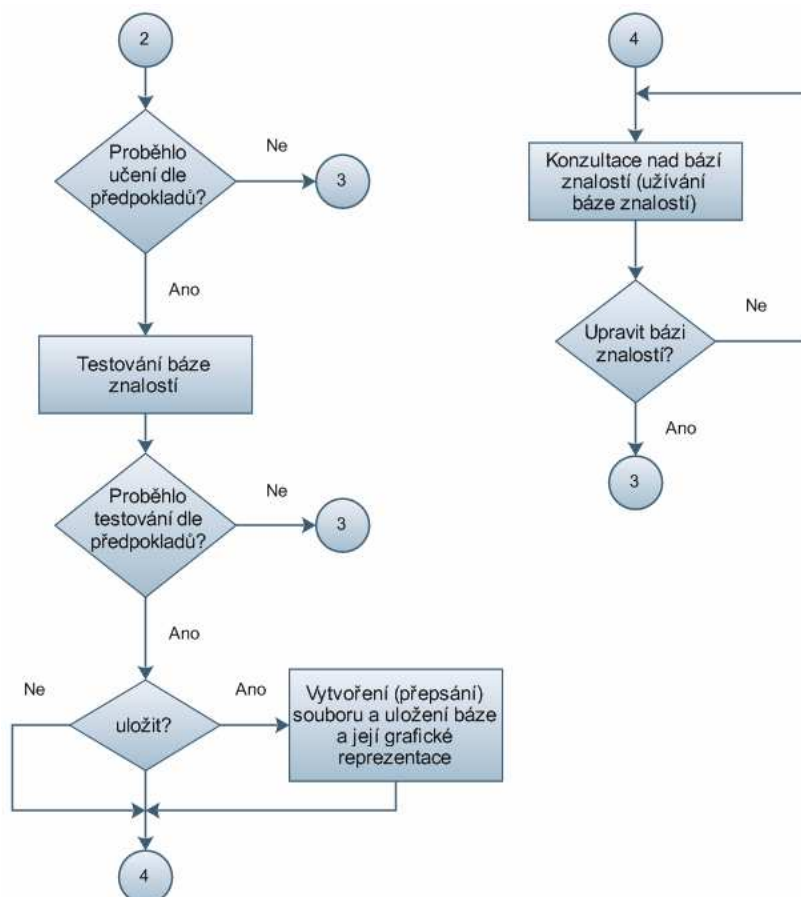 2
Proběhlo
učení dle
předpokladů?
Ne
3
Ano
Testování báze
znalostí
Proběhlo
testování dle
předpokladů?
Ne
3
Ano
Ne
uložit?
Ano
Vytvoření (přepsání)
souboru a uložení báze
a její grafické
reprezentace
4
4
Konzultace nad bází
znalostí (užívání
báze znalostí)
Upravit bázi
znalostí?
Ne
Ano
3